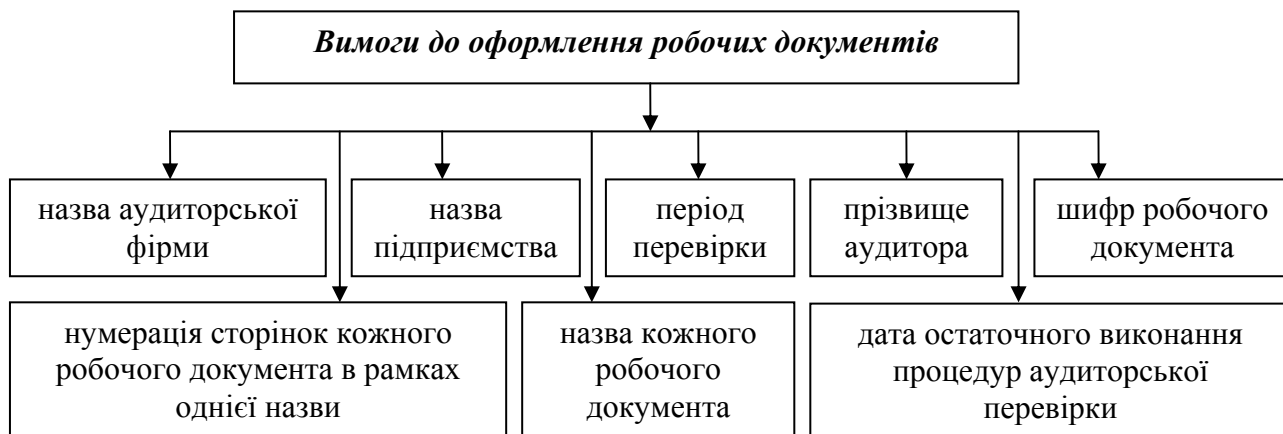 Вимоги до оформлення робочих документів
назва аудиторської
фірми
назва
підприємства
період
перевірки
прізвище
аудитора
шифр робочого
документа
нумерація сторінок кожного
робочого документа в рамках
однієї назви
назва кожного
робочого
документа
дата остаточного виконання
процедур аудиторської
перевірки